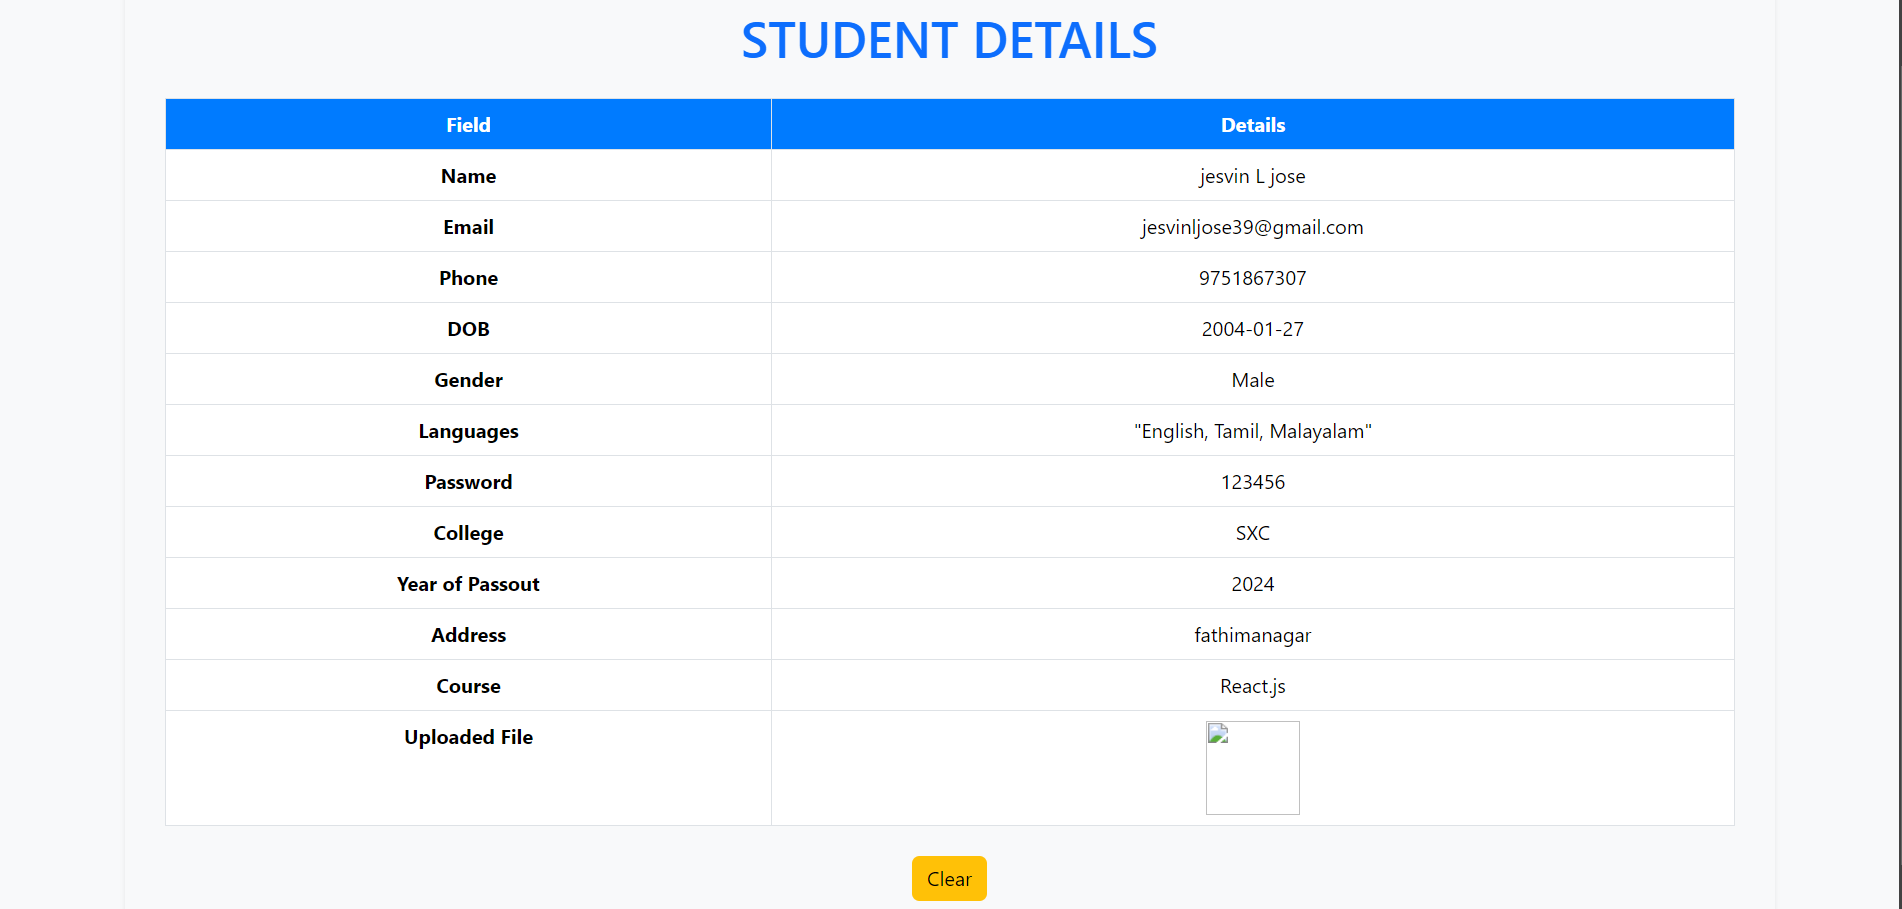 STUDENT DETAILS
Field Details
Name jesvin L jose
Email jesvinljose39@gmail.com
Phone 9751867307
DOB 2004-01-27
Gender Male
Languages "English, Tamil, Malayalam"
Password 123456
College SXC
Year of Passout 2024
Address fathimanagar
Course React.js
Uploaded File
Clear